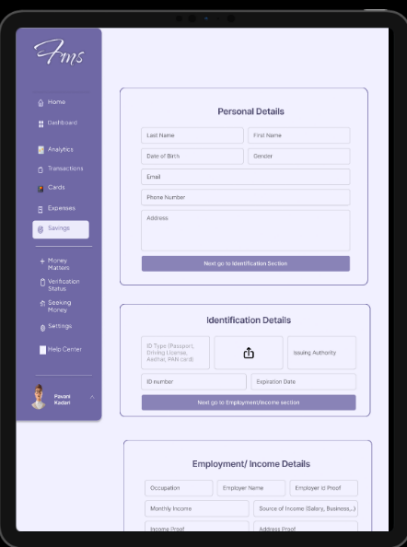 Fms
Home
Dashboard
Analytics
Transactions
Cards
Expenses
Savings
Money
Matters
Verification
Status
Seeking
Money
Settings
Help Center
Pavani
Kadari
Personal Details
Last Name
First Name
Date of Birth
Gender
Email
Phone Number
Address
Next go to Identification Section
Identification Details
ID Type (Passport,
Driving License,
Aadhar, PAN card)
Issuing Authority
ID number
Expiration Date
Next go to Employment/Income section
Employment/ Income Details
Occupation
Employer Name
Employer Id Proof
Monthly Income
Source of Income (Salary, Business,..)
Income Proof
Address Proof